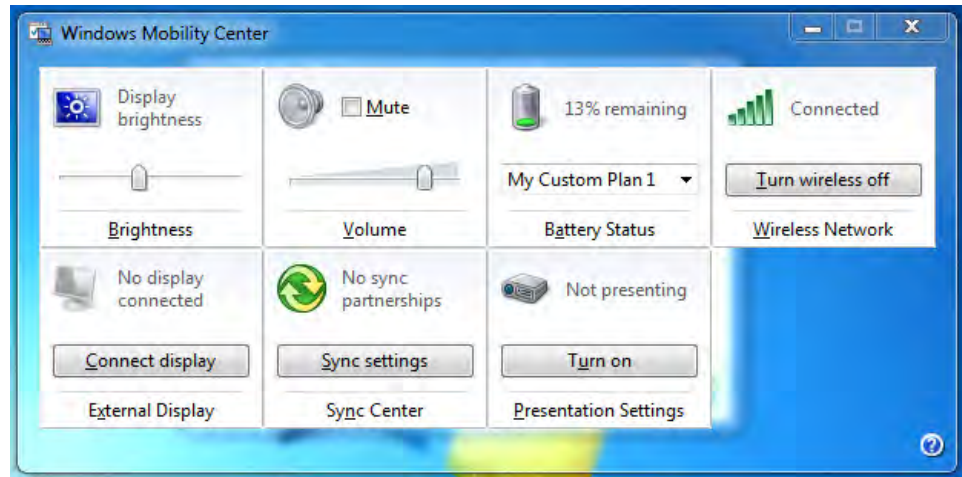 Windows Mobility Center
Display
brightness
Brightness
Mute
Volume
13% remaining
My Custom Plan 1
Battery Status
Connected
Turn wireless off
Wireless Network
No display
connected
Connect display
External Display
No sync
partnerships
Sync settings
Sync Center
Not presenting
Turn on
Presentation Settings